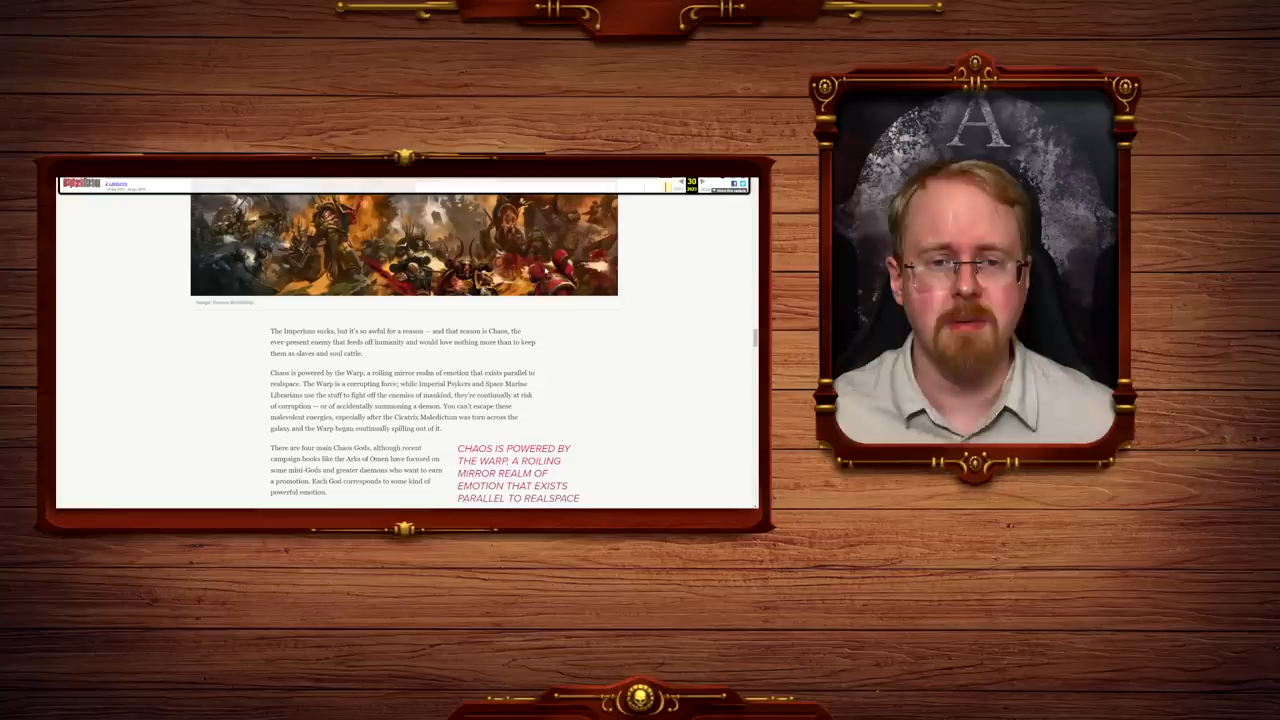 2 captures
30
2023
A
Image: Games Workshop
The Imperium sucks, but it's so awful for a reason — and that reason is Chaos, the
ever-present enemy that feeds off humanity and would love nothing more than to keep
them as slaves and soul cattle.
Chaos is powered by the Warp, a roiling mirror realm of emotion that exists parallel to
realspace. The Warp is a corrupting force; while Imperial Psykers and Space Marine
Librarians use the stuff to fight off the enemies of mankind, they're continually at risk
of corruption — or of accidentally summoning a demon. You can't escape these
malevolent energies, especially after the Cicatrix Maledictum was torn across the
galaxy and the Warp began continually spilling out of it.
There are four main Chaos Gods, although recent
campaign books like the Arks of Omen have focused on
some mini-Gods and greater daemons who want to earn
a promotion. Each God corresponds to some kind of
powerful emotion.
CHAOS IS POWERED BY
THE WARP, A ROILING
MIRROR REALM OF
EMOTION THAT EXISTS
PARALLEL TO REALSPACE